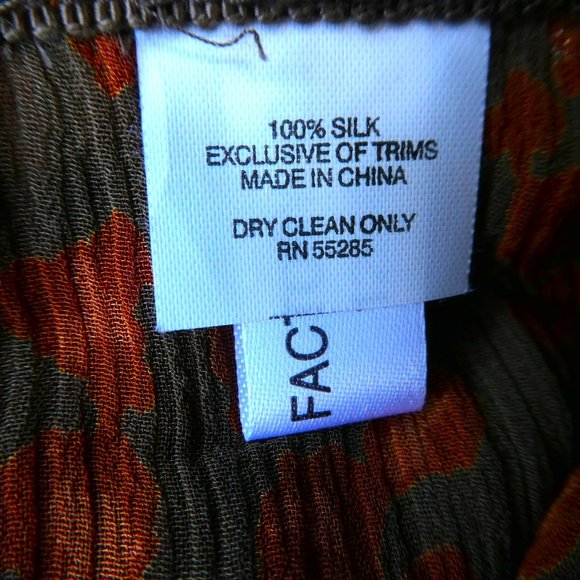 100% SILK
EXCLUSIVE OF TRIMS
MADE IN CHINA
DRY CLEAN ONLY
RN 55285